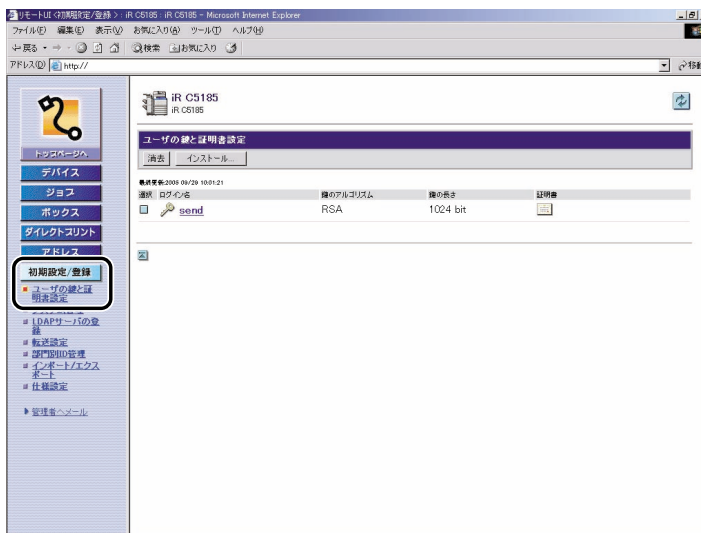 リモートUI <初期設定/登録> : iR C5185 : iR C5185 - Microsoft Internet Explorer
ファイル(F) 編集(E) 表示(V) お気に入り(A) ツール(T) ヘルプ(H)
戻る 検索 お気に入り
アドレス(D) http:// 移動
iR C5185
iR C5185
ユーザの鍵と証明書設定
消去 インストール...
最終更新:2006 09/29 10:01:21
選択 ログイン名 鍵のアルゴリズム 鍵の長さ 証明書
send RSA 1024 bit
トップページへ
デバイス
ジョブ
ボックス
ダイレクトプリント
アドレス
初期設定/登録
ユーザの鍵と証
明書設定
LDAPサーバの登
録
転送設定
部門別ID管理
インポート/エクス
ポート
仕様設定
管理者へメール